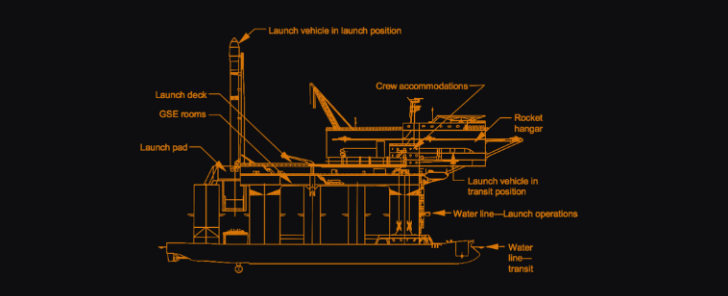 Launch vehicle in launch position
Crew accommodations
Launch deck
GSE rooms
Rocket
hangar
Launch pad
Launch vehicle in
transit position
Water line—Launch operations
Water
line—
transit